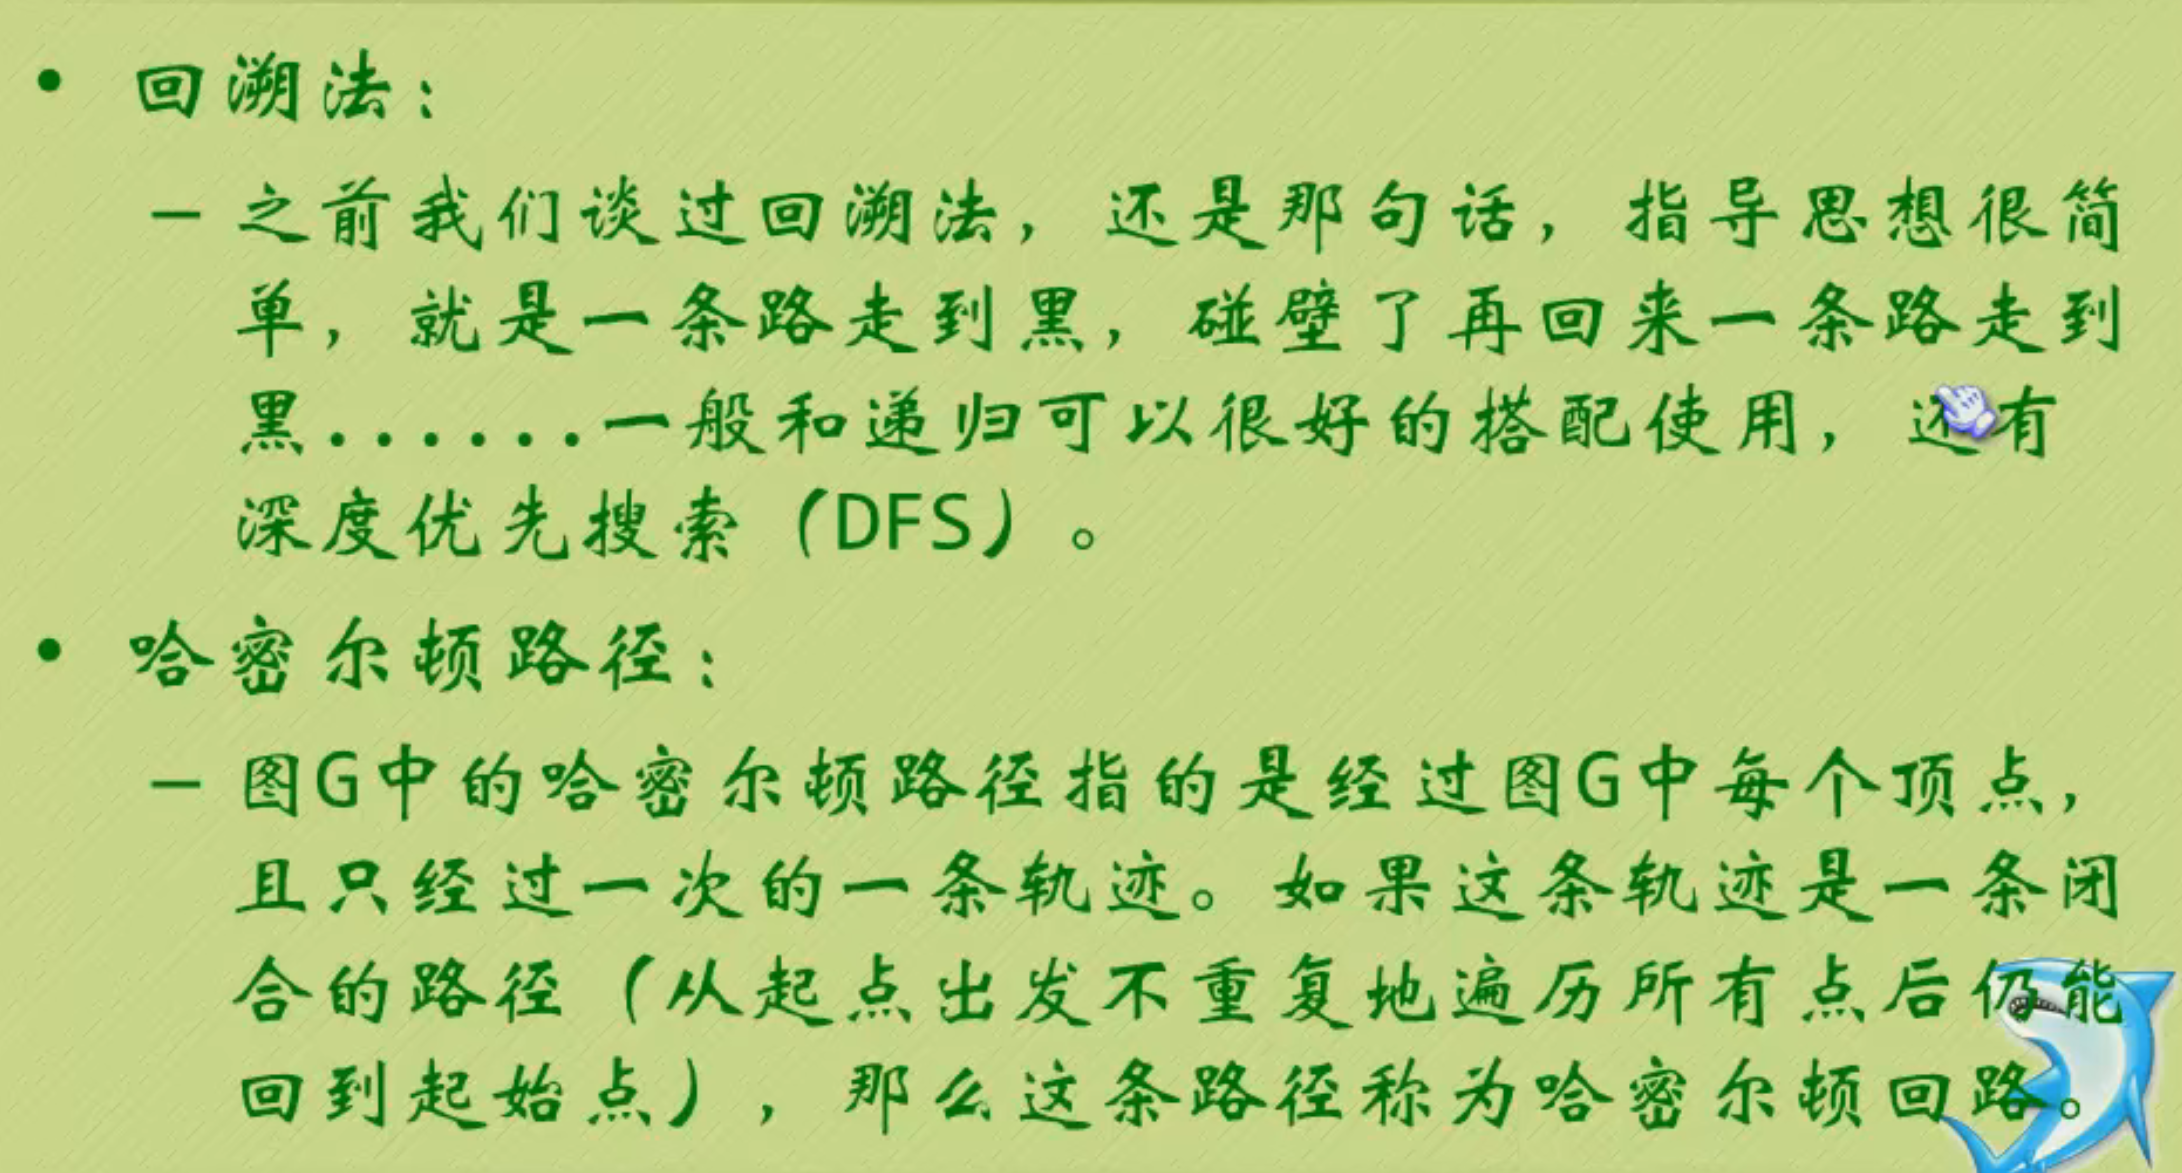 • 回溯法：
– 之前我们谈过回溯法，还是那句话，指导思想很简
单，就是一条路走到黑，碰壁了再回来一条路走到
黑......一般和递归可以很好的搭配使用，还有
深度优先搜索（DFS）。
• 哈密尔顿路径：
– 图G中的哈密尔顿路径指的是经过图G中每个顶点，
且只经过一次的一条轨迹。如果这条轨迹是一条闭
合的路径（从起点出发不重复地遍历所有点后仍能
回到起始点），那么这条路径称为哈密尔顿回路。